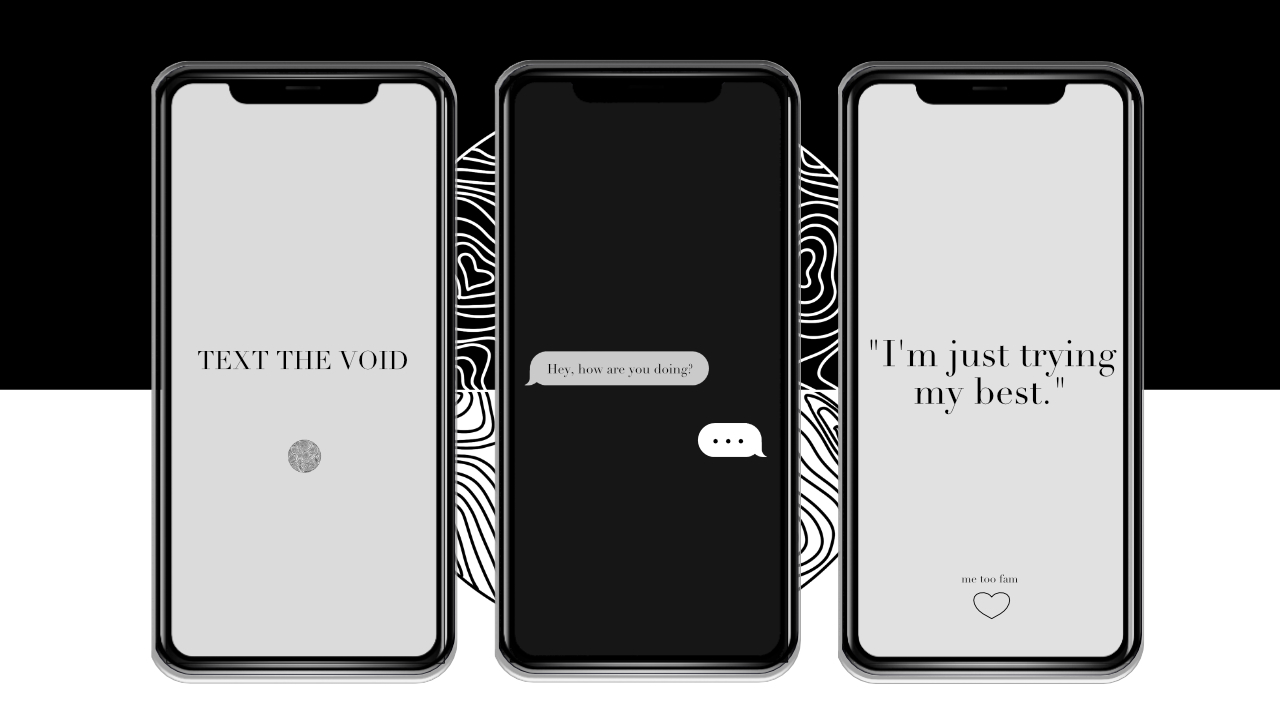 TEXT THE VOID
Hey, how are you doing?
"I'm just trying
my best."
me too fam